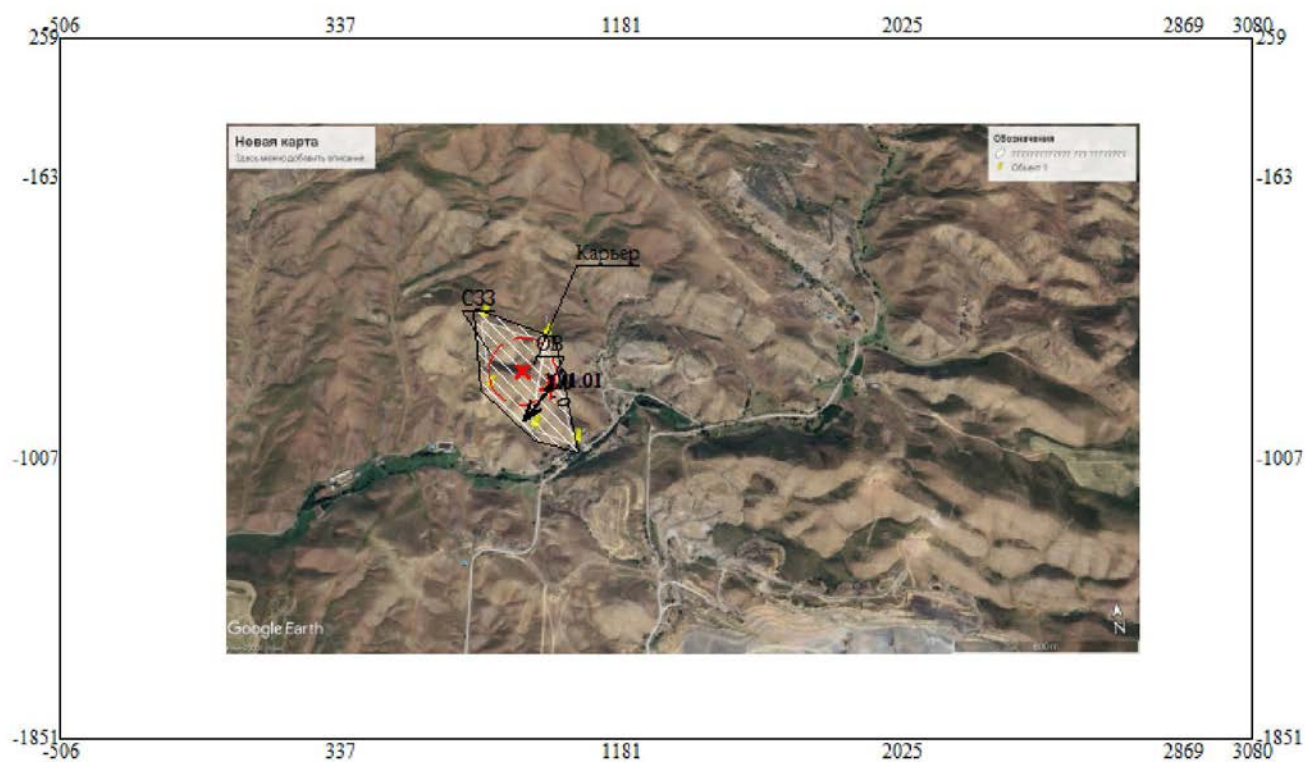 -506 337 1181 2025 2869 3080
259 259
Новая карта
Здесь можно добавить описание.
Обозначения
Объект 1
-163 -163
Карьер
СЗЗ
ОВ
-1007 -1007
Google Earth
N
-1851 -1851
-506 337 1181 2025 2869 3080